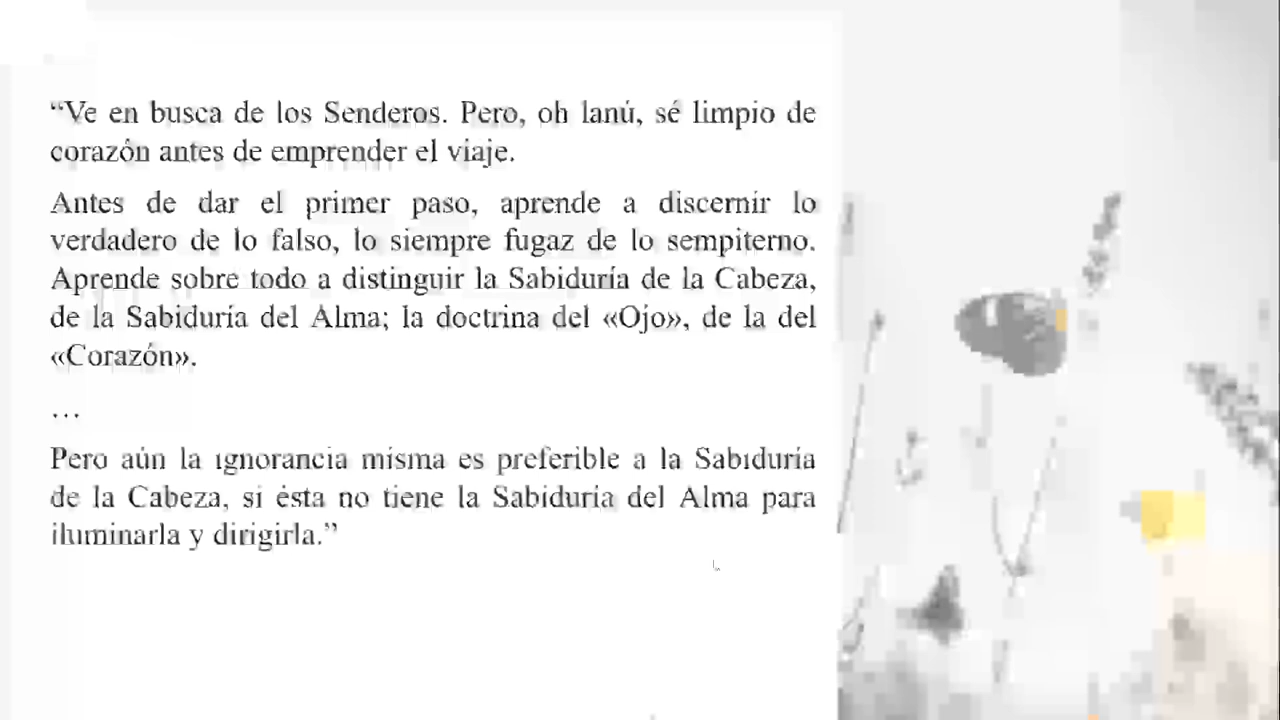 “Ve en busca de los Senderos. Pero, oh lanú, sé limpio de
corazón antes de emprender el viaje.
Antes de dar el primer paso, aprende a discernir lo
verdadero de lo falso, lo siempre fugaz de lo sempiterno.
Aprende sobre todo a distinguir la Sabiduría de la Cabeza,
de la Sabiduría del Alma; la doctrina del «Ojo», de la del
«Corazón».
…
Pero aún la ignorancia misma es preferible a la Sabiduría
de la Cabeza, si ésta no tiene la Sabiduría del Alma para
iluminarla y dirigirla.”